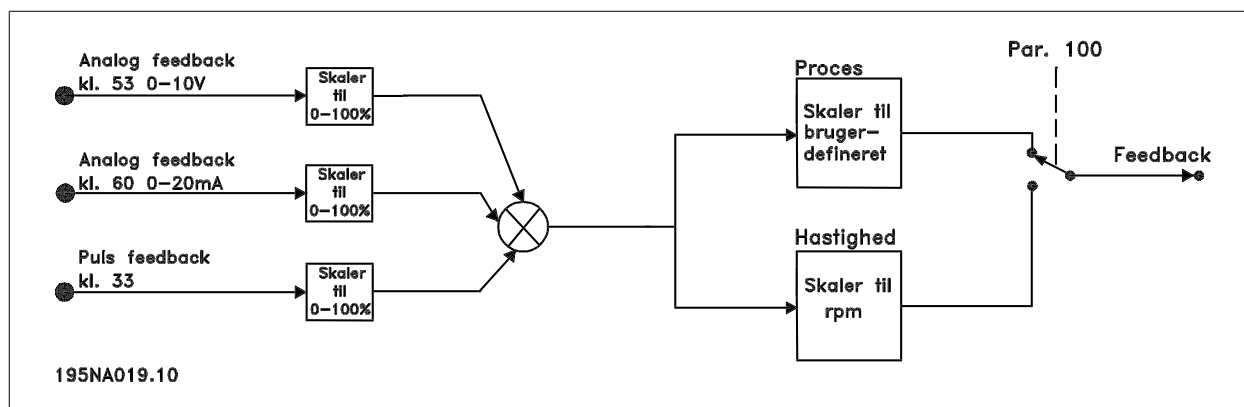 Analog feedback
kl. 53 0-10V
Skaler
til
0-100%
Analog feedback
kl. 60 0-20mA
Skaler
til
0-100%
Puls feedback
kl. 33
Skaler
til
0-100%
Proces
Skaler til
bruger-
defineret
Hastighed
Skaler til
rpm
Par. 100
Feedback
195NA019.10